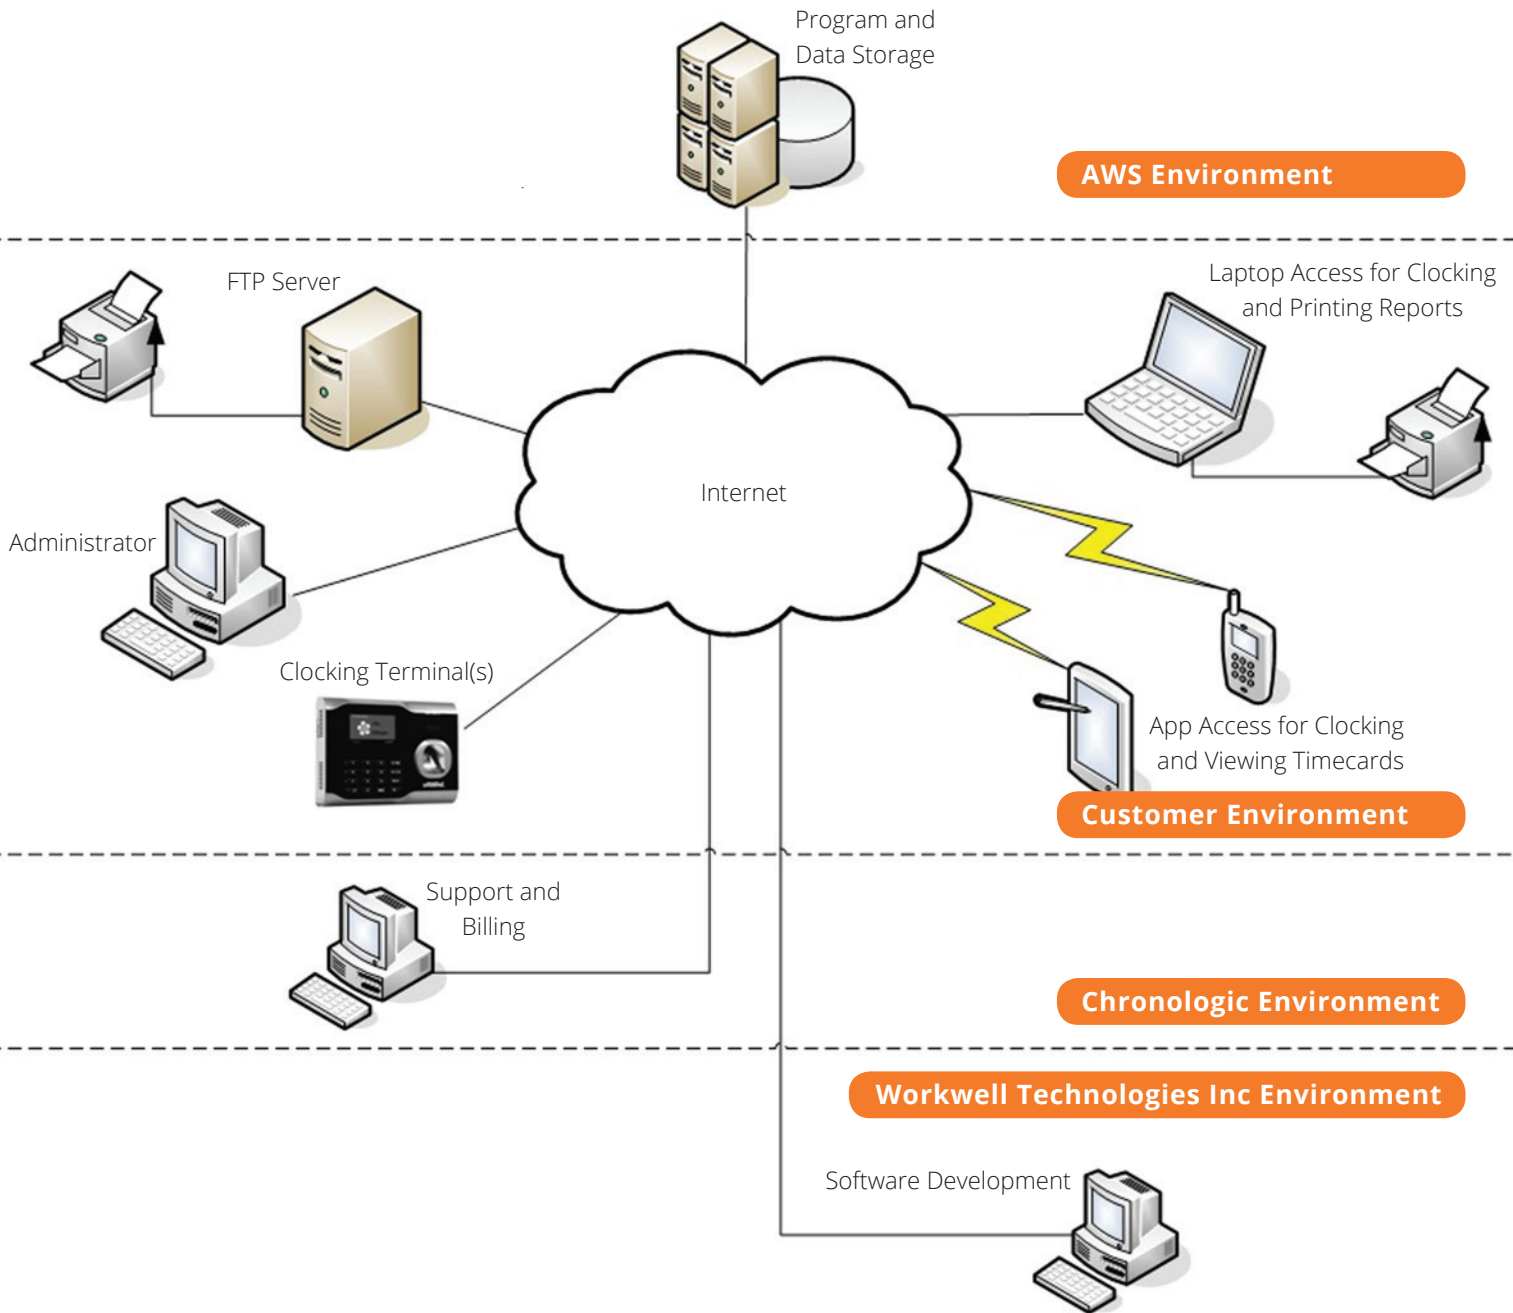 Program and
Data Storage
AWS Environment
FTP Server
Laptop Access for Clocking
and Printing Reports
Internet
Administrator
Clocking Terminal(s)
App Access for Clocking
and Viewing Timecards
Customer Environment
Support and
Billing
Chronologic Environment
Workwell Technologies Inc Environment
Software Development